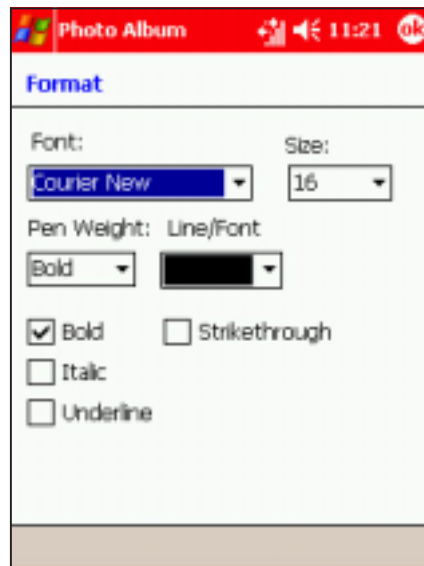 Photo Album 11:21 ok
Format
Font: Size:
Courier New 16
Pen Weight: Line/Font
Bold
Bold Strikethrough
Italic
Underline